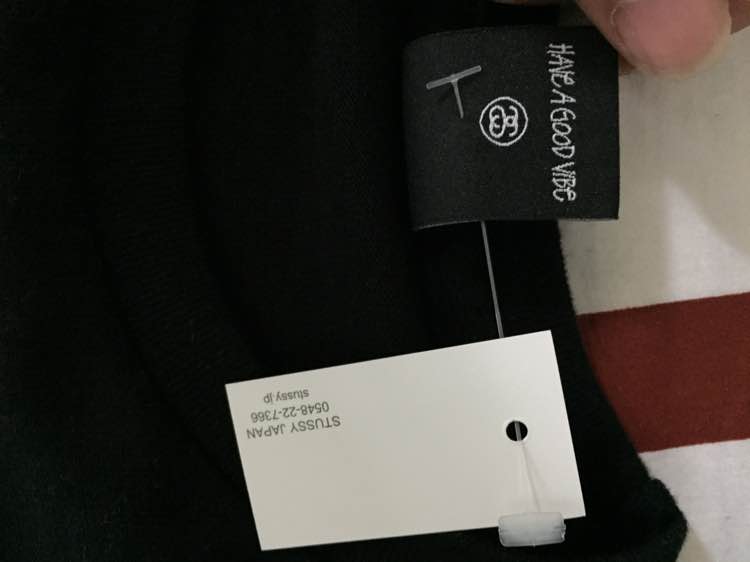 HAVE A GOOD VIBE
STUSSY JAPAN
0548-22-7366
stussy.jp